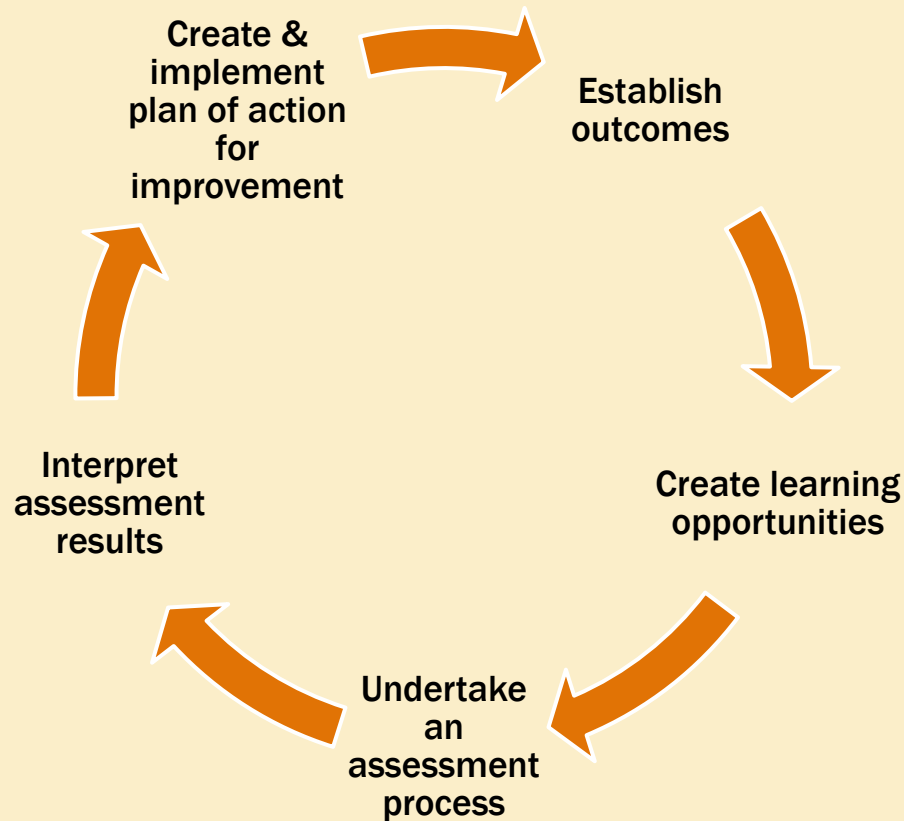 Create &
implement
plan of action
for
improvement
Establish
outcomes
Create learning
opportunities
Undertake
an
assessment
process
Interpret
assessment
results